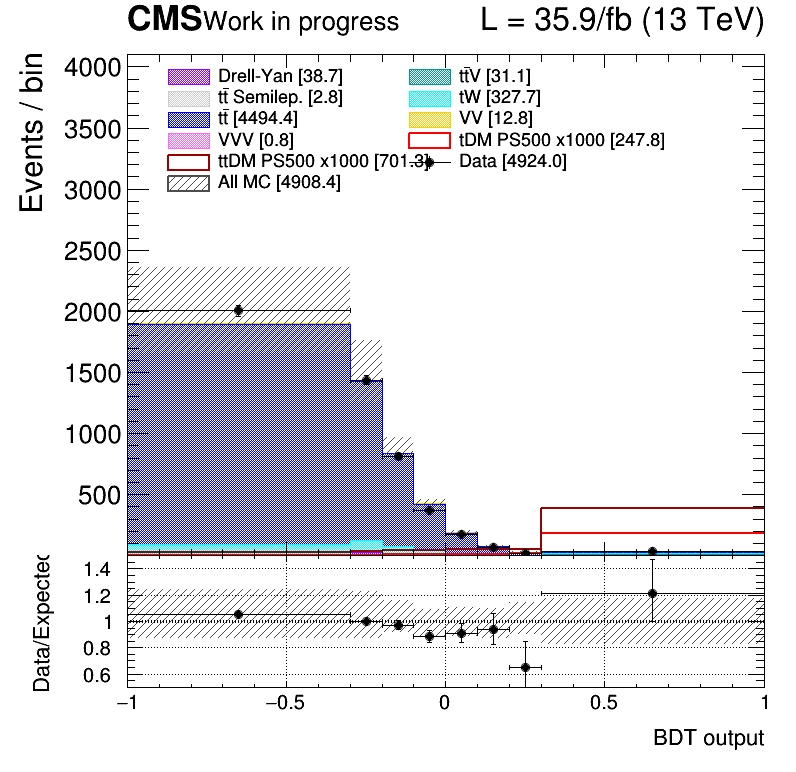 CMS Work in progress L = 35.9/fb (13 TeV)
Events / bin
4000
3500
3000
2500
2000
1500
1000
500
Drell-Yan [38.7]
tt̄ Semilep. [2.8]
tt̄ [4494.4]
VVV [0.8]
ttDM PS500 x1000 [701.3]
All MC [4908.4]
tt̄V [31.1]
tW [327.7]
VV [12.8]
tDM PS500 x1000 [247.8]
Data [4924.0]
Data/Expected
1.4
1.2
1
0.8
0.6
−1 −0.5 0 0.5 1
BDT output